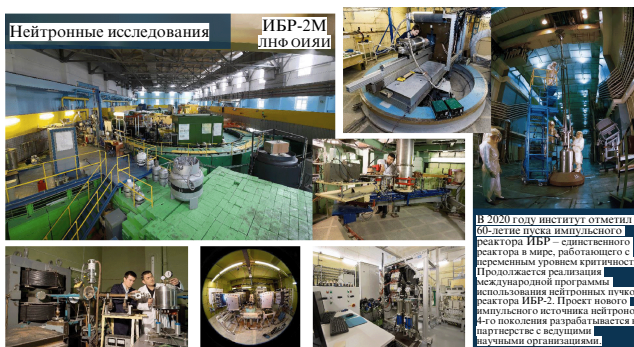 Нейтронные исследования
ИБР-2М
ЛНФ ОИЯИ
В 2020 году институт отметил
60-летие пуска импульсного
реактора ИБР – единственного
реактора в мире, работающего с
переменным уровнем критичност
Продолжается реализация
международной программы
использования нейтронных пучко
реактора ИБР-2. Проект нового
импульсного источника нейтроно
4-го поколения разрабатывается
партнерстве с ведущими
научными организациями.